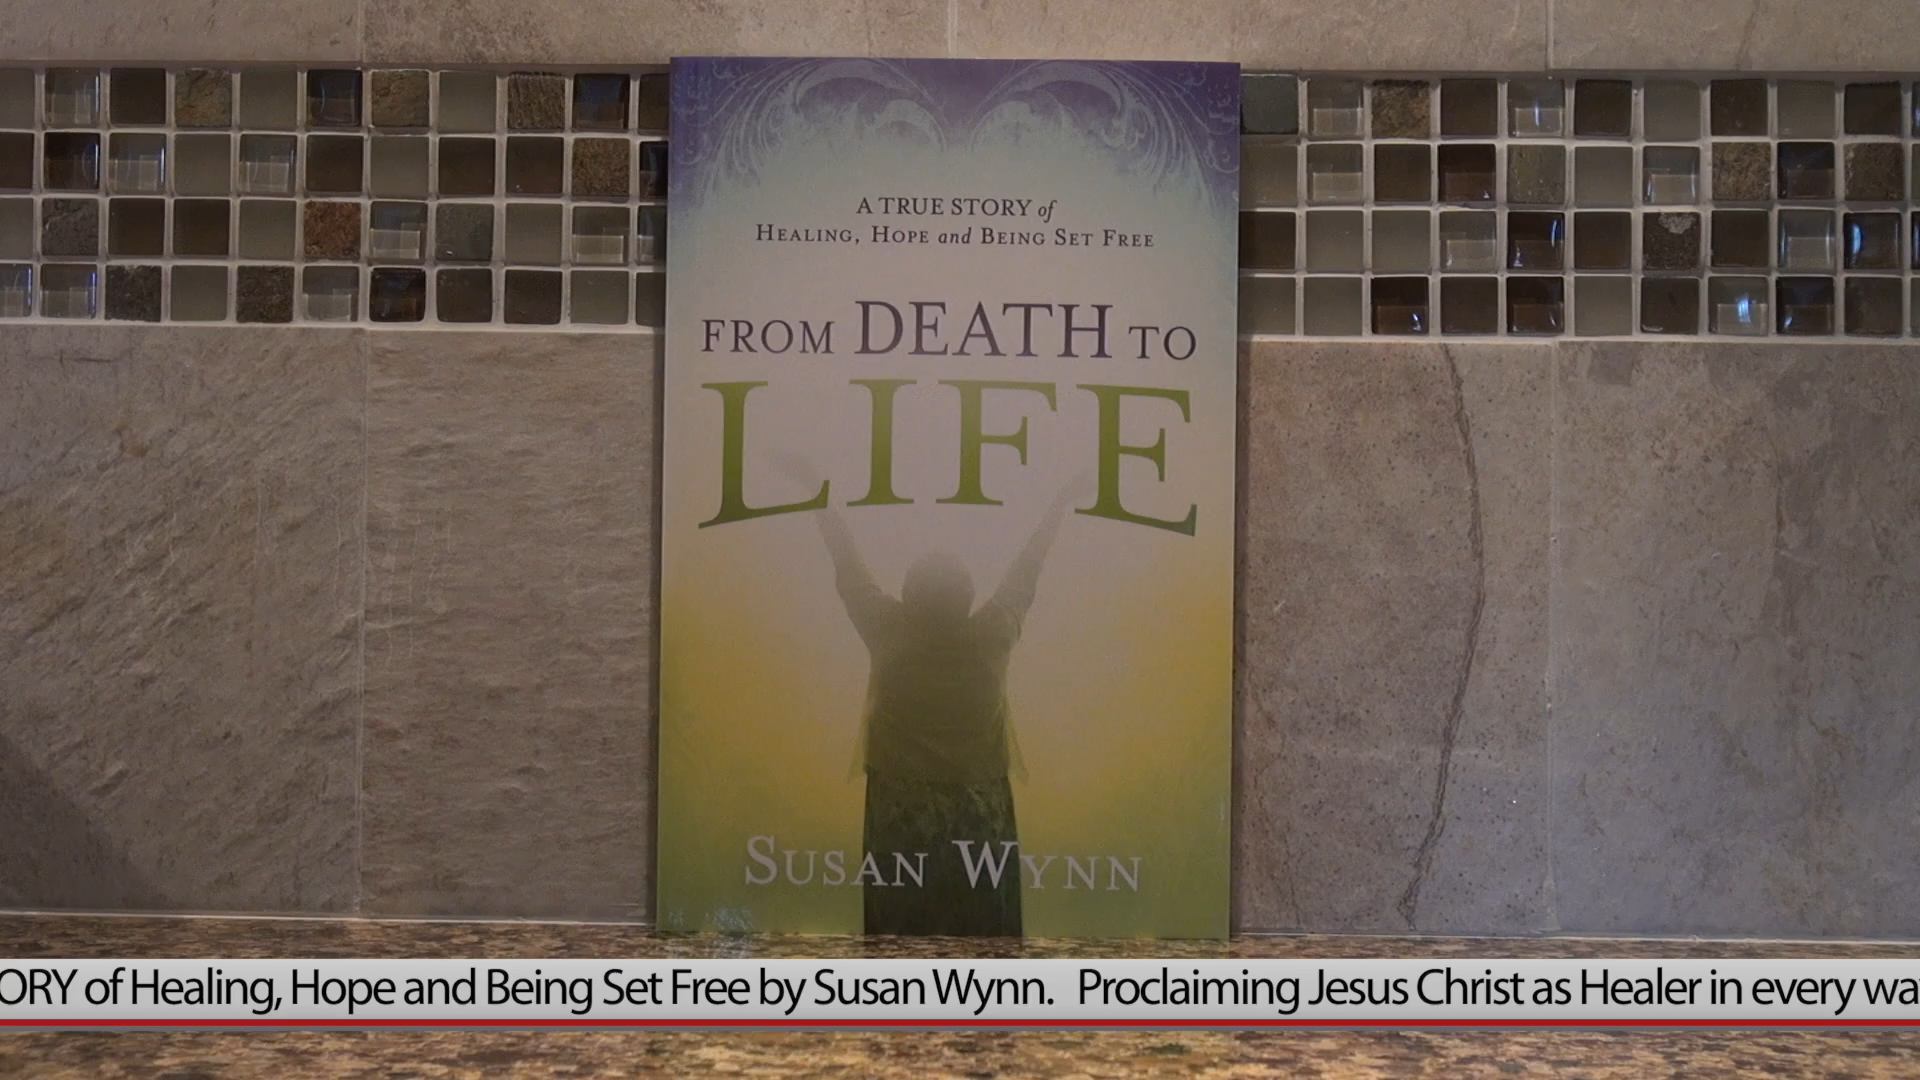 A TRUE STORY of
HEALING, HOPE and BEING SET FREE
FROM DEATH TO
LIFE
SUSAN WYNN
ORY of Healing, Hope and Being Set Free by Susan Wynn. Proclaiming Jesus Christ as Healer in every wa